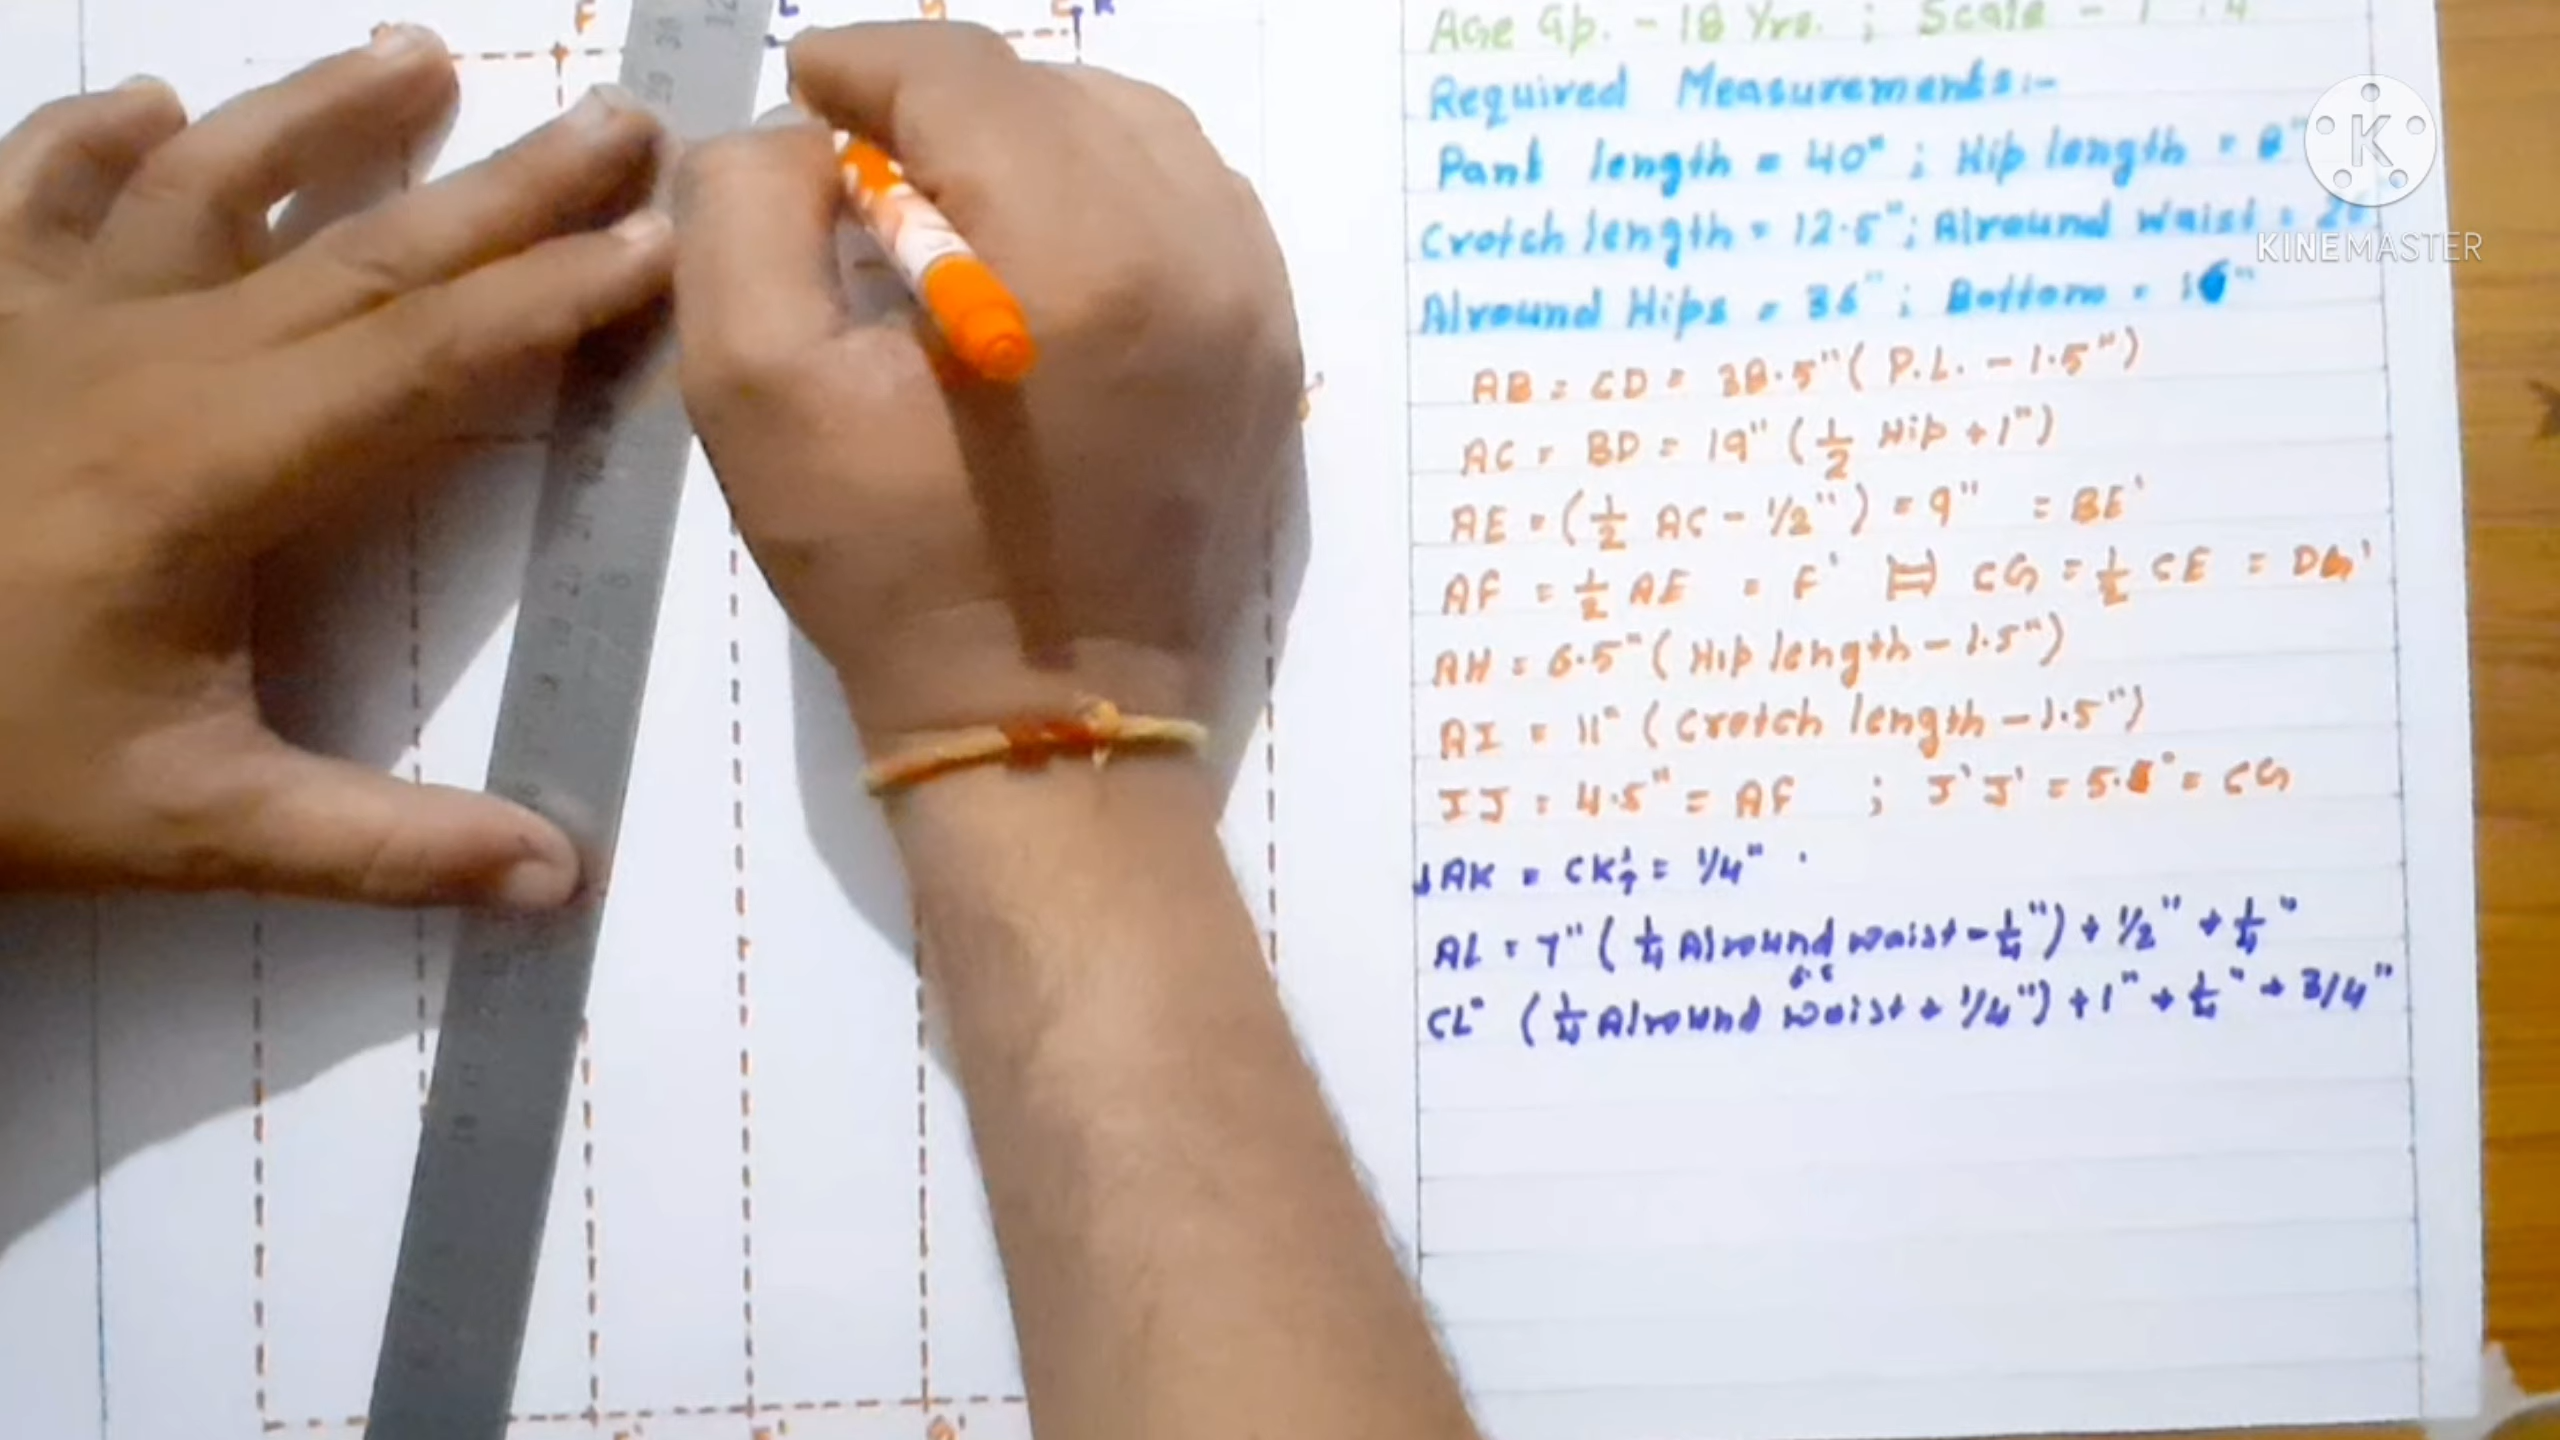 Age Gp. - 18 Yrs. ; Scale - 1" : 4
Required Measurements:-
Pant length = 40" ; Hip length = 8"
Crotch length = 12.5" ; Alround Waist =
Alround Hips = 36" ; Bottom = 16"
AB = CD = 38.5" ( P.L. - 1.5")
AC = BD = 19" ( 1/2 Hip + 1")
AE = ( 1/2 AC - 1/2" ) = 9" = BE'
AF = 1/2 AE = F' CG = 1/2 CE = DG'
AH = 6.5" ( Hip length - 1.5")
AI = 11" ( Crotch length - 1.5")
IJ = 4.5" = AF ; = CG
AK = = 1/4"
AL = 7" ( 1/4 Alround waist - 1/4") + 1/2" + 1/4"
CL ( 1/4 Alround waist + 1/4") + 1" + 1/4" + 3/4"
F
L
K
KINEMASTER